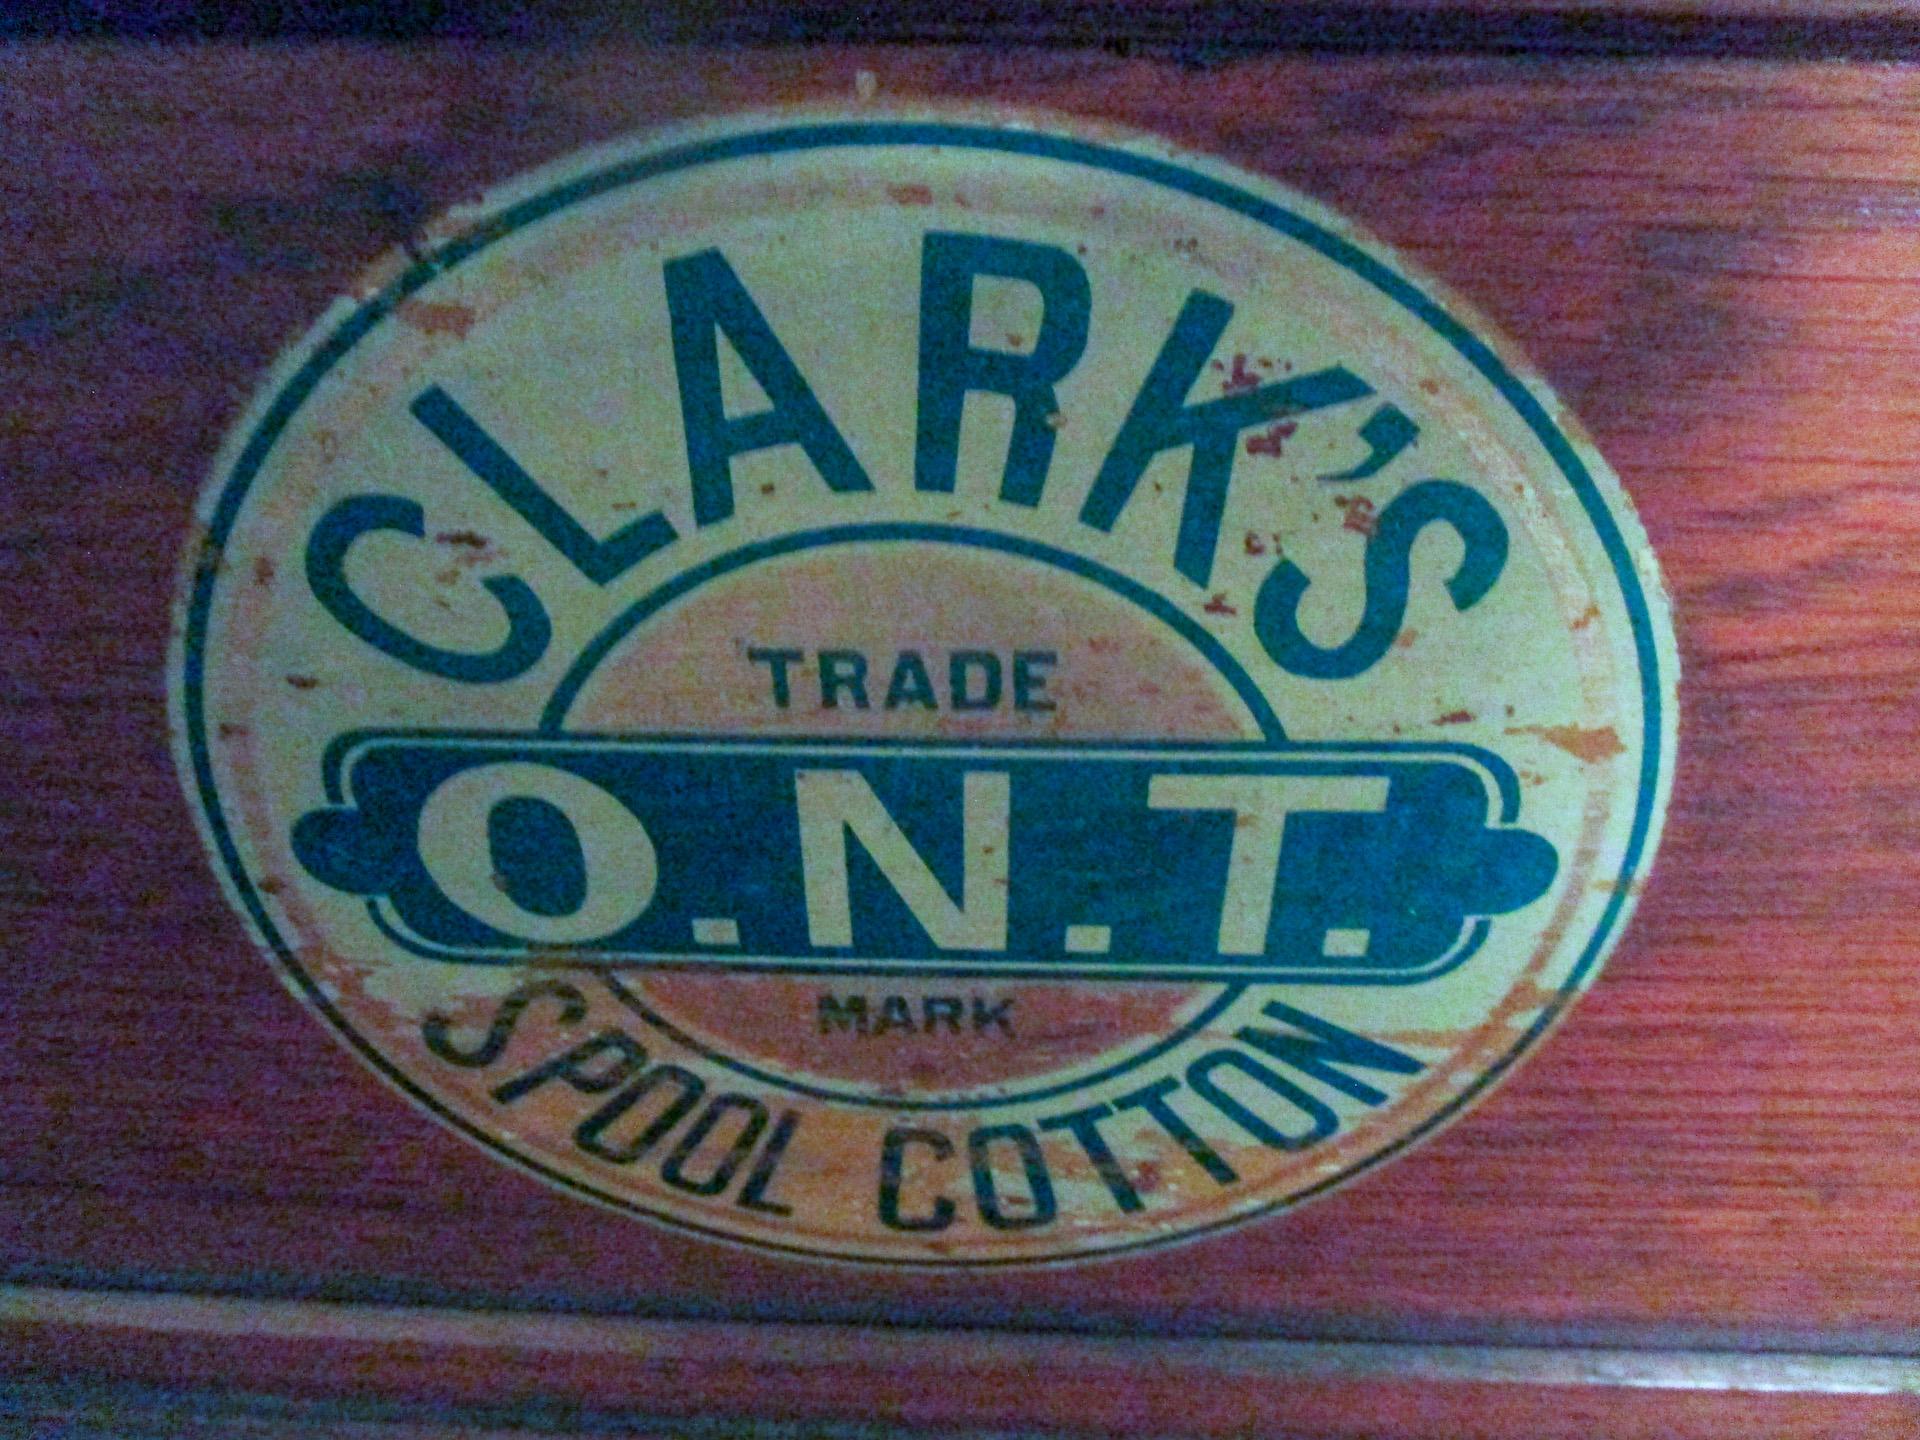 CLARK'S
TRADE
O.N.T.
MARK
SPOOL COTTON